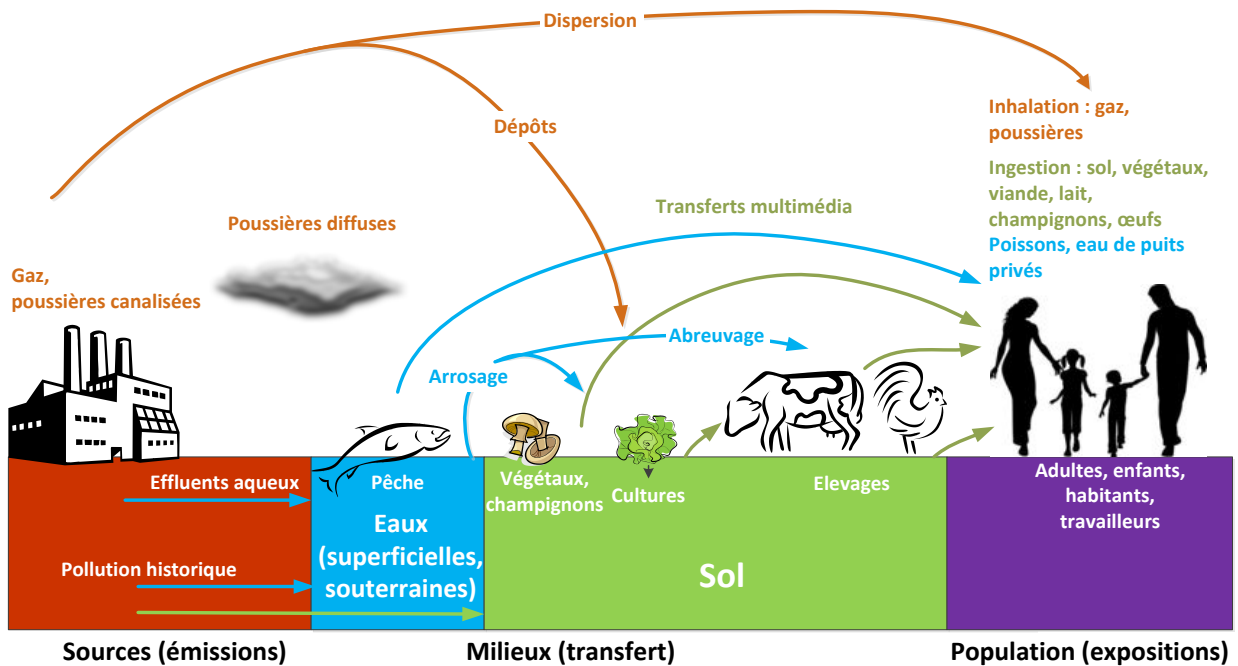 Dispersion
Dépôts
Inhalation : gaz,
poussières
Ingestion : sol, végétaux,
viande, lait,
champignons, œufs
Poissons, eau de puits
privés
Transferts multimédia
Poussières diffuses
Gaz,
poussières canalisées
Abreuvage
Arrosage
Effluents aqueux
Pollution historique
Pêche
Eaux
(superficielles,
souterraines)
Végétaux,
champignons
Cultures
Elevages
Sol
Adultes, enfants,
habitants,
travailleurs
Sources (émissions)
Milieux (transfert)
Population (expositions)